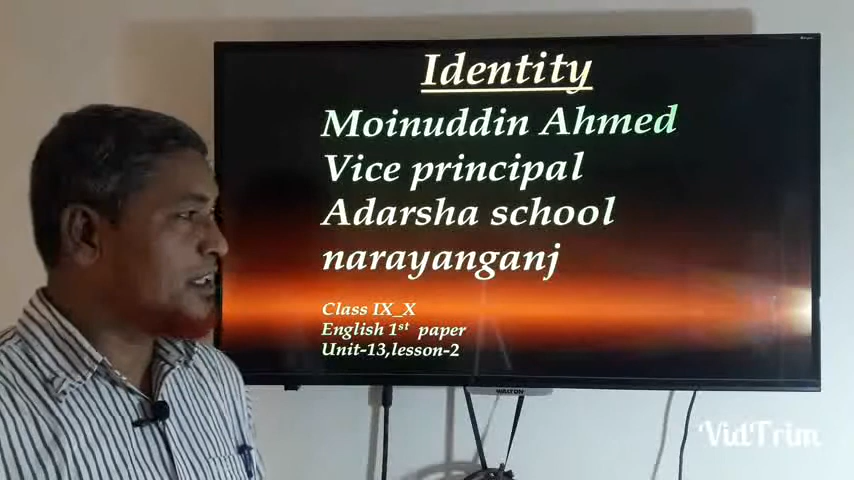 Identity
Moinuddin Ahmed
Vice principal
Adarsha school
narayanganj
Class IX_X
English 1st paper
Unit-13,lesson-2
WALTON
VidTrim